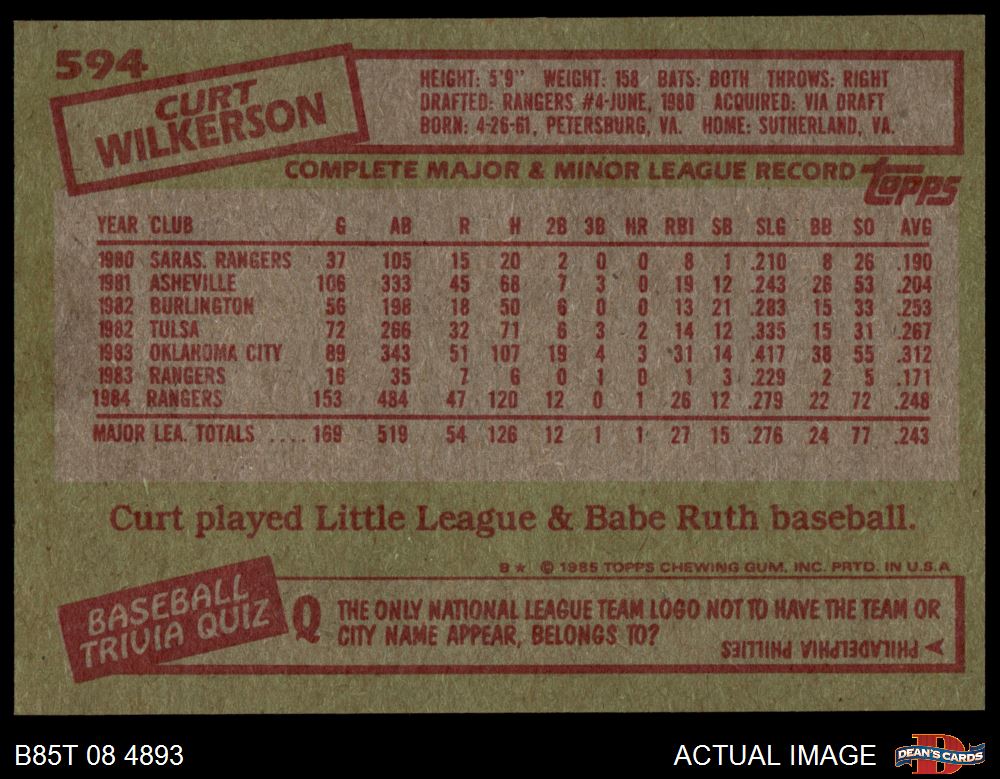 594
CURT
WILKERSON
HEIGHT: 5'9" WEIGHT: 158 BATS: BOTH THROWS: RIGHT
DRAFTED: RANGERS #4-JUNE, 1980 ACQUIRED: VIA DRAFT
BORN: 4-26-61, PETERSBURG, VA. HOME: SUTHERLAND, VA.
COMPLETE MAJOR & MINOR LEAGUE RECORD topps
YEAR CLUB G AB R H 2B 3B HR RBI SB SLG BB SO AVG
1980 SARAS. RANGERS 37 105 15 20 2 0 0 8 1 .210 8 26 .190
1981 ASHEVILLE 106 333 45 68 7 3 0 19 12 .243 26 53 .204
1982 BURLINGTON 56 198 18 50 6 0 0 13 21 .283 15 33 .253
1982 TULSA 72 266 32 71 6 3 2 14 12 .335 15 31 .267
1983 OKLAHOMA CITY 89 343 51 107 19 4 3 31 14 .417 38 55 .312
1983 RANGERS 16 35 7 6 0 1 0 1 3 .229 2 5 .171
1984 RANGERS 153 484 47 120 12 0 1 26 12 .279 22 72 .248
MAJOR LEA. TOTALS .... 169 519 54 126 12 1 1 27 15 .276 24 77 .243
Curt played Little League & Babe Ruth baseball.
B★ © 1985 TOPPS CHEWING GUM, INC. PRTD. IN U.S.A
BASEBALL
TRIVIA QUIZ
Q THE ONLY NATIONAL LEAGUE TEAM LOGO NOT TO HAVE THE TEAM OR
CITY NAME APPEAR, BELONGS TO?
A PHILADELPHIA PHILLIES
B85T 08 4893
ACTUAL IMAGE
D
DEAN'S CARDS